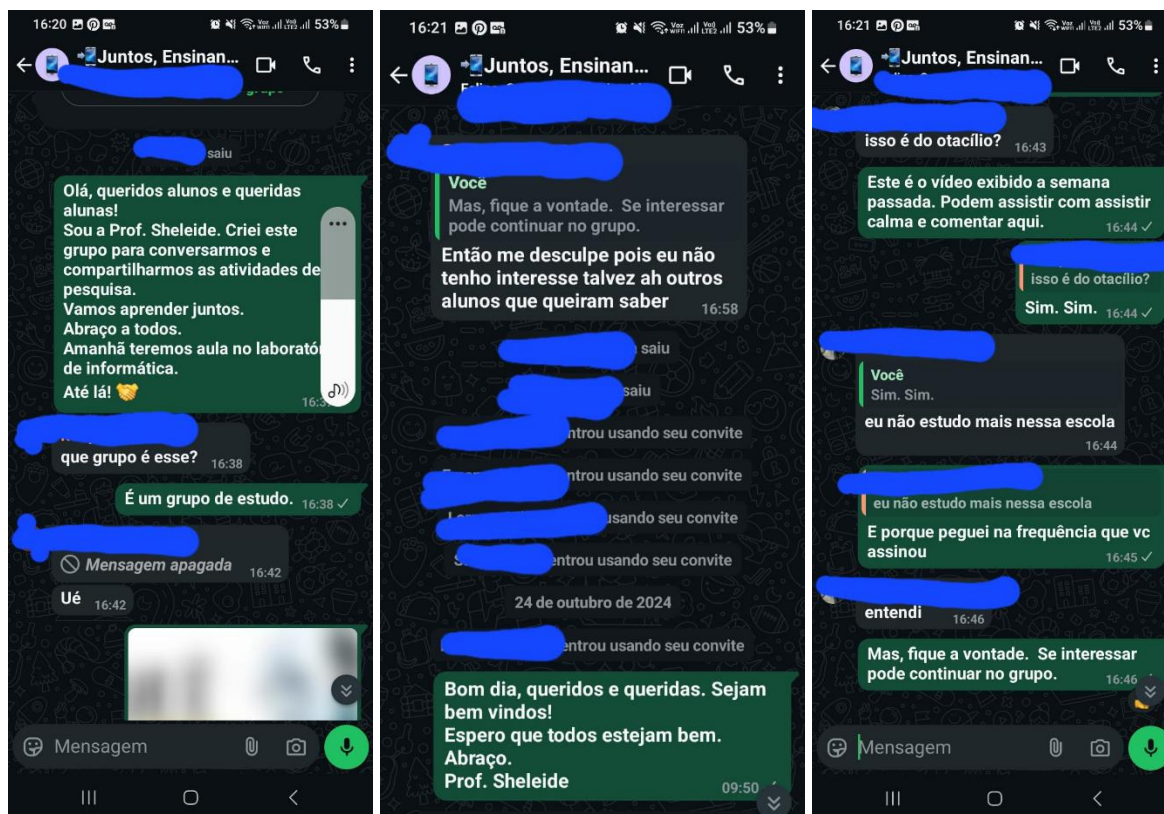 16:20
53%
Juntos, Ensinan...
grupo
saiu
Olá, queridos alunos e queridas
alunas!
Sou a Prof. Sheleide. Criei este
grupo para conversarmos e
compartilharmos as atividades de
pesquisa.
Vamos aprender juntos.
Abraço a todos.
Amanhã teremos aula no
de informática.
Até lá!
que grupo é esse? 16:38
É um grupo de estudo. 16:38
Mensagem apagada 16:42
Ué 16:42
Mensagem
16:21
53%
Juntos, Ensinan...
Você
Mas, fique a vontade. Se interessar
pode continuar no grupo.
Então me desculpe pois eu não
tenho interesse talvez ah outros
alunos que queiram saber
16:58
saiu
saiu
ntrou usando seu convite
ntrou usando seu convite
usando seu convite
entrou usando seu convite
24 de outubro de 2024
entrou usando seu convite
Bom dia, queridos e queridas. Sejam
bem vindos!
Espero que todos estejam bem.
Abraço.
Prof. Sheleide
09:50
16:21
53%
Juntos, Ensinan...
isso é do otacílio? 16:43
Este é o vídeo exibido a semana
passada. Podem assistir com assistir
calma e comentar aqui.
16:44
isso é do otacílio?
Sim. Sim. 16:44
Você
Sim. Sim.
eu não estudo mais nessa escola
16:44
eu não estudo mais nessa escola
E porque peguei na frequência que vc
assinou
16:45
entendi 16:46
Mas, fique a vontade. Se interessar
pode continuar no grupo.
16:46
Mensagem